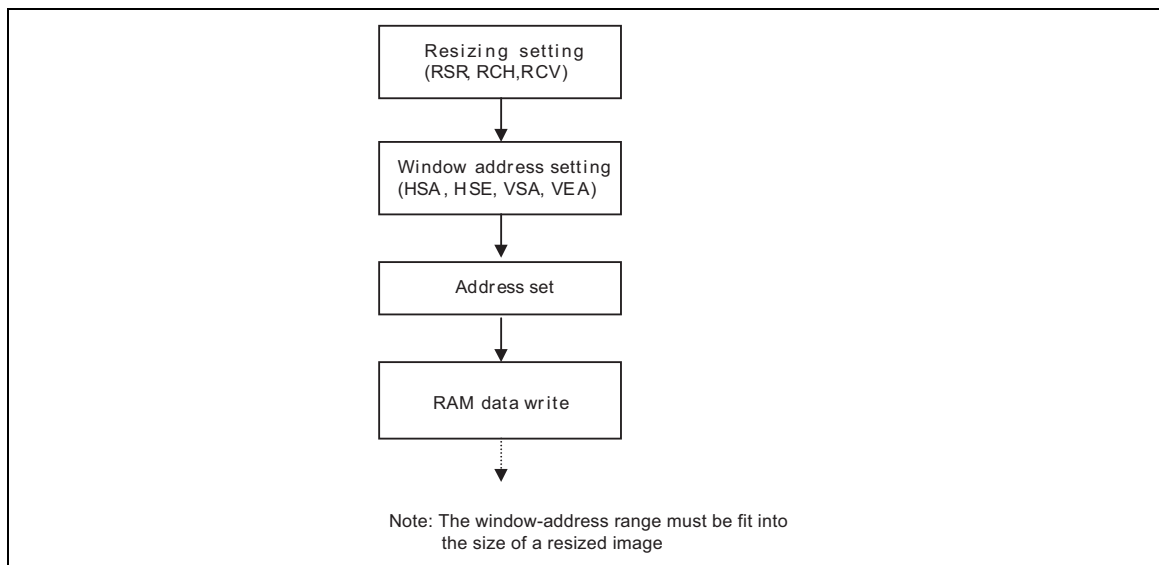 Resizing setting
(RSR, RCH,RCV)
Window address setting
(HSA, HSE, VSA, VEA)
Address set
RAM data write
Note: The window-address range must be fit into
the size of a resized image